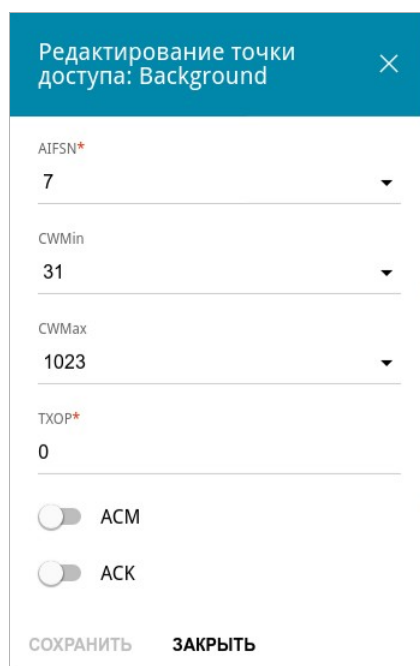 Редактирование точки
доступа: Background
AIFSN*
7
CWMin
31
CWMax
1023
TXOP*
0
ACM
ACK
СОХРАНИТЬ ЗАКРЫТЬ